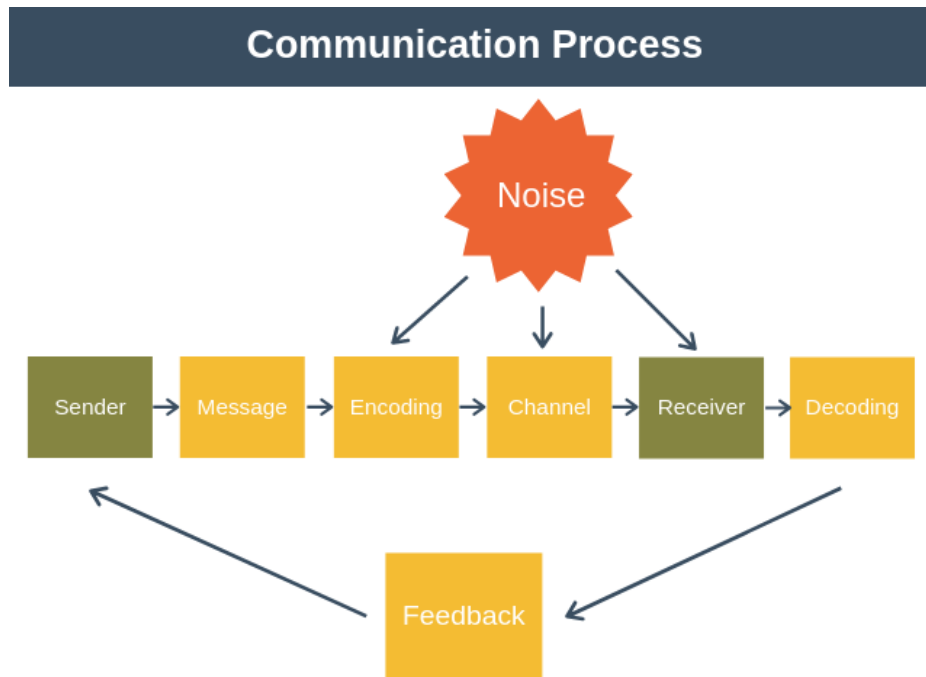 Communication Process
Noise
Sender
Message
Encoding
Channel
Receiver
Decoding
Feedback